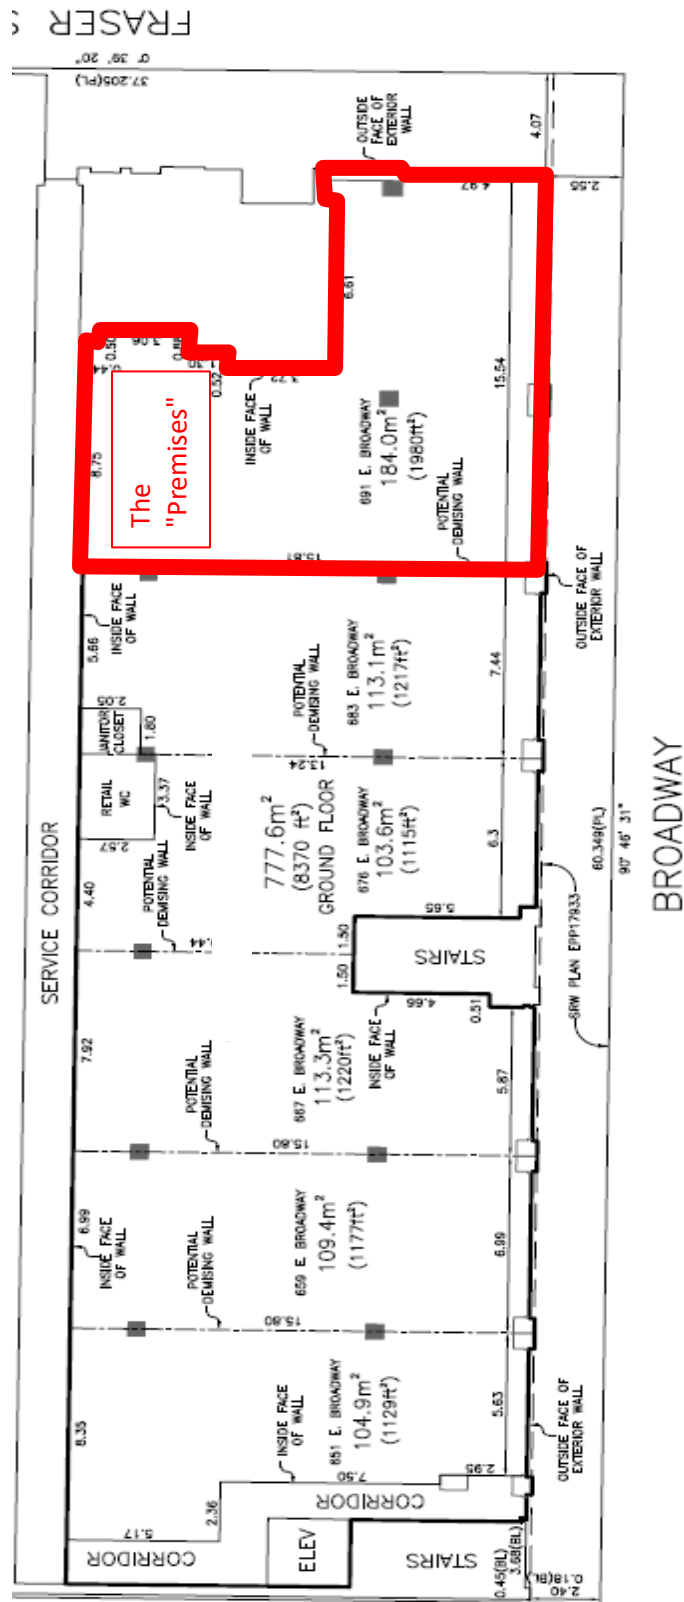 FRASER S
0° 39' 20"
37.205(PL)
OUTSIDE
FACE OF
EXTERIOR
WALL
4.07
4.97
2.55
6.61
0.50
3.06
0.44
0.52
3.73
15.54
The
"Premises"
INSIDE FACE
OF WALL
8.75
691 E. BROADWAY
184.0m²
(1980ft²)
POTENTIAL
DEMISING WALL
15.81
INSIDE FACE
OF WALL
5.66
OUTSIDE FACE OF
EXTERIOR WALL
683 E. BROADWAY
113.1m²
(1217ft²)
7.44
2.05
JANITOR
CLOSET
1.80
POTENTIAL
DEMISING WALL
13.24
RETAIL
WC
3.37
2.57
INSIDE FACE
OF WALL
777.6m²
(8370 ft²)
GROUND FLOOR
676 E. BROADWAY
103.6m²
(1115ft²)
6.3
60.349(PL)
90° 46' 31"
BROADWAY
SERVICE CORRIDOR
4.40
POTENTIAL
DEMISING WALL
.44
5.65
1.50
1.50
STAIRS
SRW PLAN EPP17933
4.66
0.51
INSIDE FACE
OF WALL
7.92
667 E. BROADWAY
113.3m²
(1220ft²)
5.87
POTENTIAL
DEMISING WALL
15.80
6.99
INSIDE FACE
OF WALL
659 E. BROADWAY
109.4m²
(1177ft²)
6.99
POTENTIAL
DEMISING WALL
15.80
8.35
651 E. BROADWAY
104.9m²
(1129ft²)
5.63
INSIDE FACE
OF WALL
OUTSIDE FACE OF
EXTERIOR WALL
7.50
2.95
CORRIDOR
2.36
5.17
CORRIDOR
ELEV
STAIRS
0.45(BL)
3.68(BL)
0.18(BL)
2.40